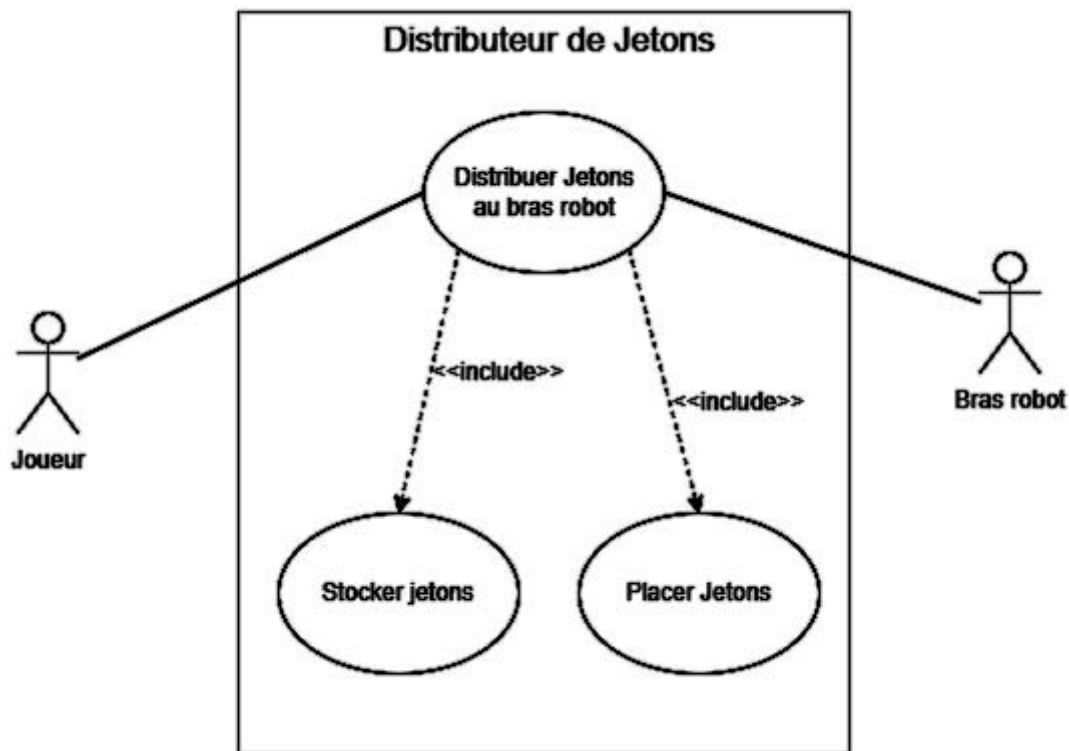 Distributeur de Jetons
Distribuer Jetons
au bras robot
<<include>>
<<include>>
Bras robot
Joueur
Stocker jetons
Placer Jetons